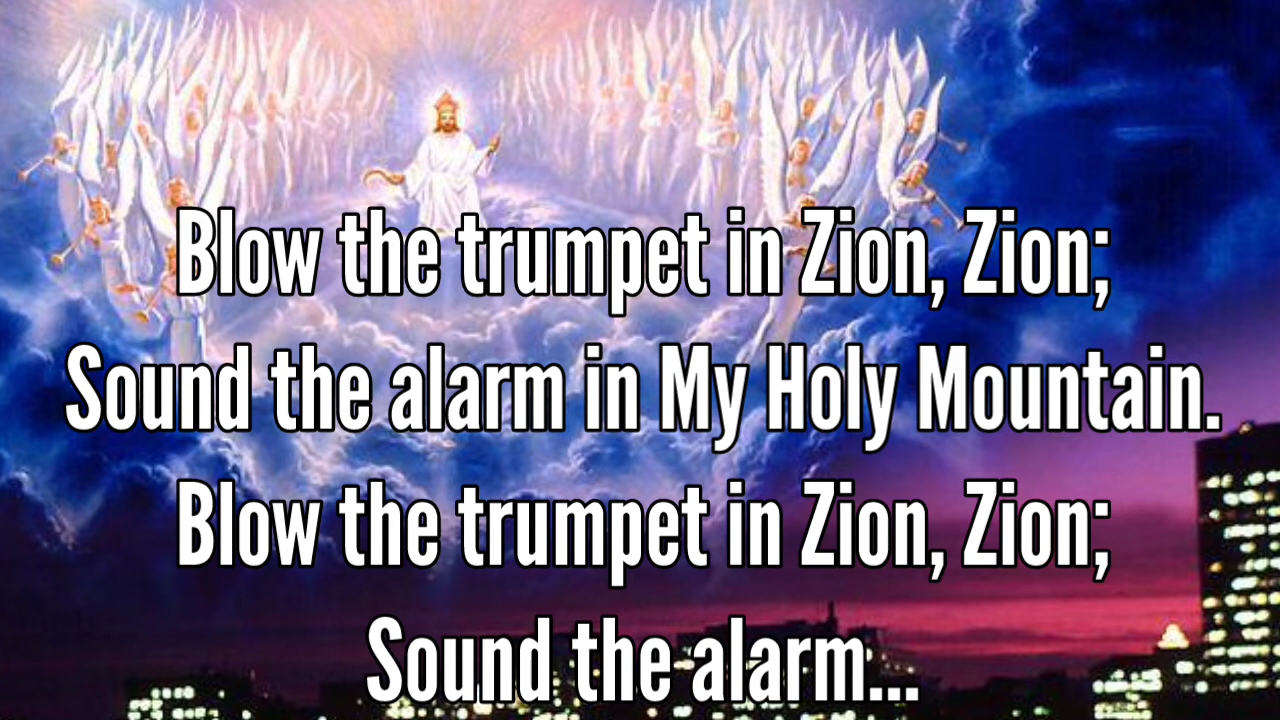 Blow the trumpet in Zion, Zion;
Sound the alarm in My Holy Mountain.
Blow the trumpet in Zion, Zion;
Sound the alarm...